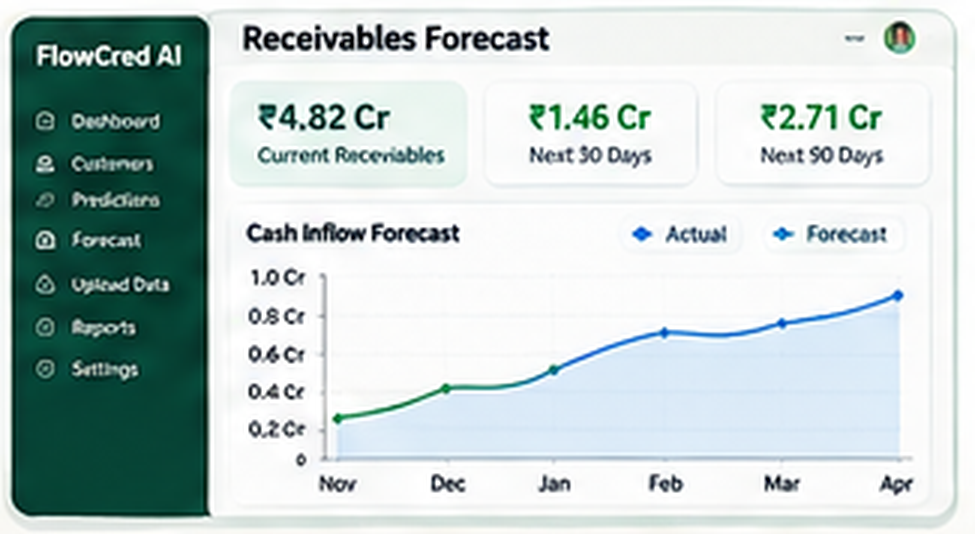 FlowCred AI
Dashboard
Customers
Predictions
Forecast
Upload Data
Reports
Settings
Receivables Forecast
₹4.82 Cr
Current Receviables
₹1.46 Cr
Next 30 Days
₹2.71 Cr
Next 90 Days
Cash Inflow Forecast
Actual
Forecast
1.0 Cr
0.8 Cr
0.6 Cr
0.4 Cr
0.2 Cr
0
Nov Dec Jan Feb Mar Apr